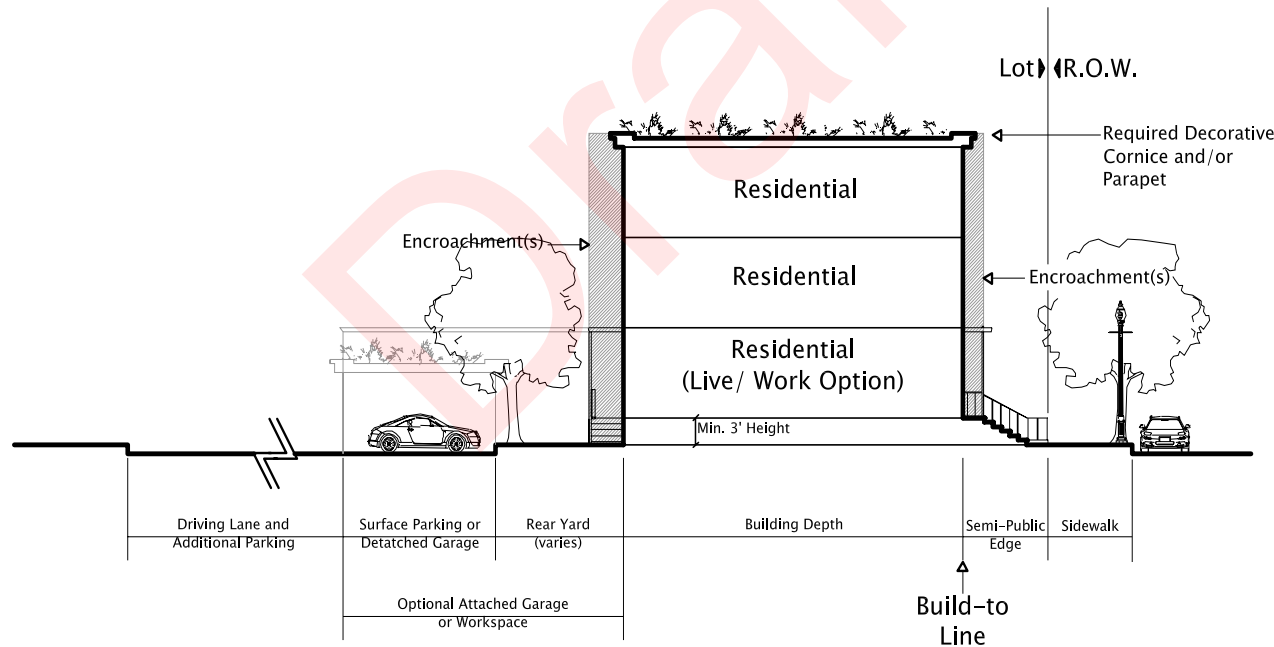 Lot R.O.W.
Required Decorative
Cornice and/or
Parapet
Residential
Encroachment(s)
Residential
Encroachment(s)
Residential
(Live/ Work Option)
Min. 3' Height
Driving Lane and
Additional Parking
Surface Parking or
Detatched Garage
Rear Yard
(varies)
Building Depth
Semi-Public
Edge
Sidewalk
Optional Attached Garage
or Workspace
Build-to
Line